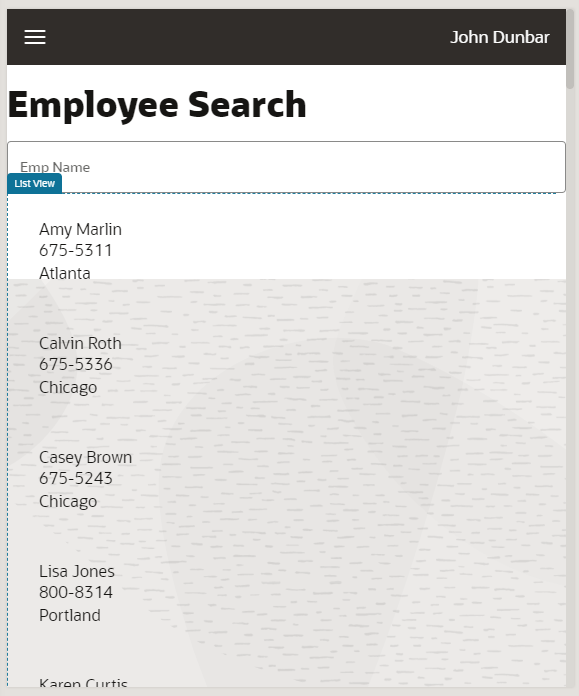 John Dunbar
Employee Search
Emp Name
List View
Amy Marlin
675-5311
Atlanta
Calvin Roth
675-5336
Chicago
Casey Brown
675-5243
Chicago
Lisa Jones
800-8314
Portland
Karen Curtis